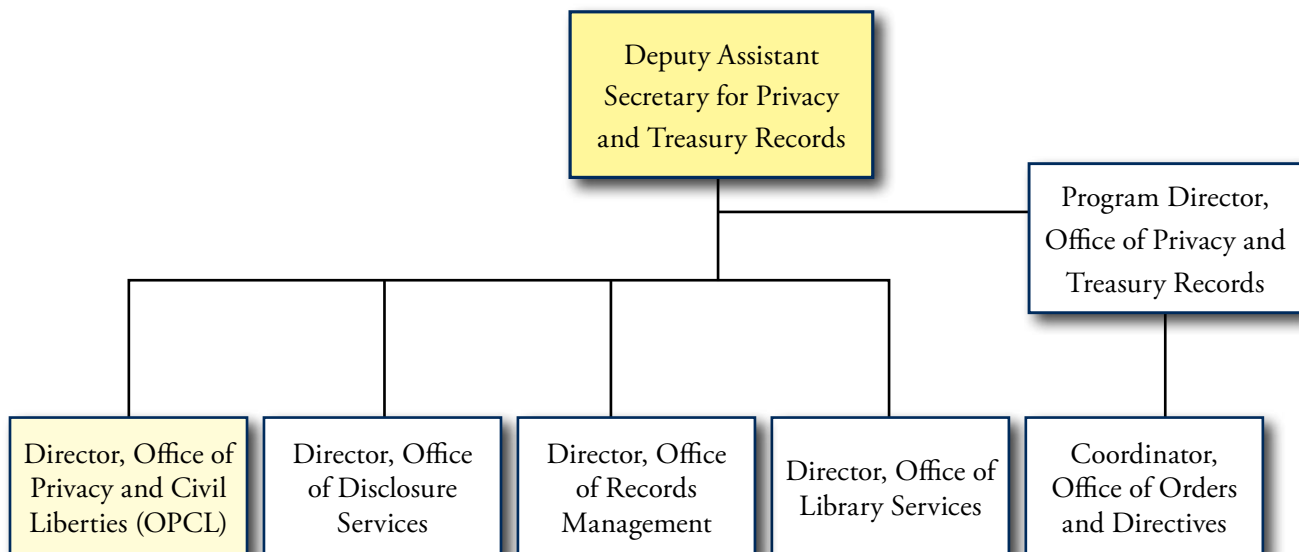 Deputy Assistant
Secretary for Privacy
and Treasury Records
Program Director,
Office of Privacy and
Treasury Records
Director, Office of
Privacy and Civil
Liberties (OPCL)
Director, Office
of Disclosure
Services
Director, Office
of Records
Management
Director, Office of
Library Services
Coordinator,
Office of Orders
and Directives